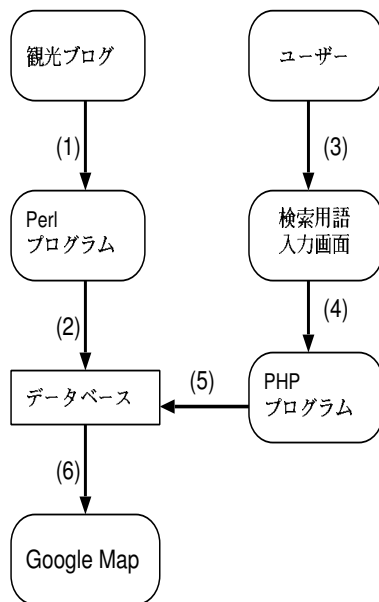 観光ブログ
ユーザー
(1)
(3)
Perl
プログラム
検索用語
入力画面
(2)
(4)
データベース
(5)
PHP
プログラム
(6)
Google Map